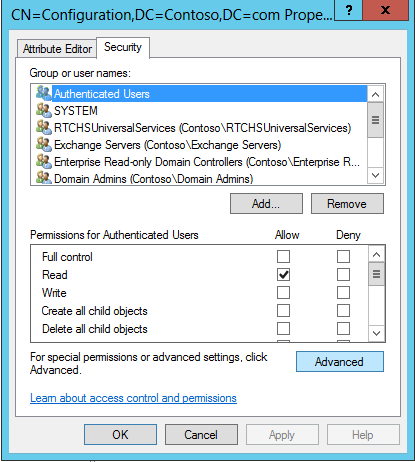 CN=Configuration,DC=Contoso,DC=com Prope...
?
Attribute Editor Security
Group or user names:
Authenticated Users
SYSTEM
RTCHSUniversalServices (Contoso\RTCHSUniversalServices)
Exchange Servers (Contoso\Exchange Servers)
Enterprise Read-only Domain Controllers (Contoso\Enterprise R...
Domain Admins (Contoso\Domain Admins)
Add... Remove
Permissions for Authenticated Users Allow Deny
Full control
Read
Write
Create all child objects
Delete all child objects
For special permissions or advanced settings, click
Advanced.
Advanced
Learn about access control and permissions
OK Cancel Apply Help